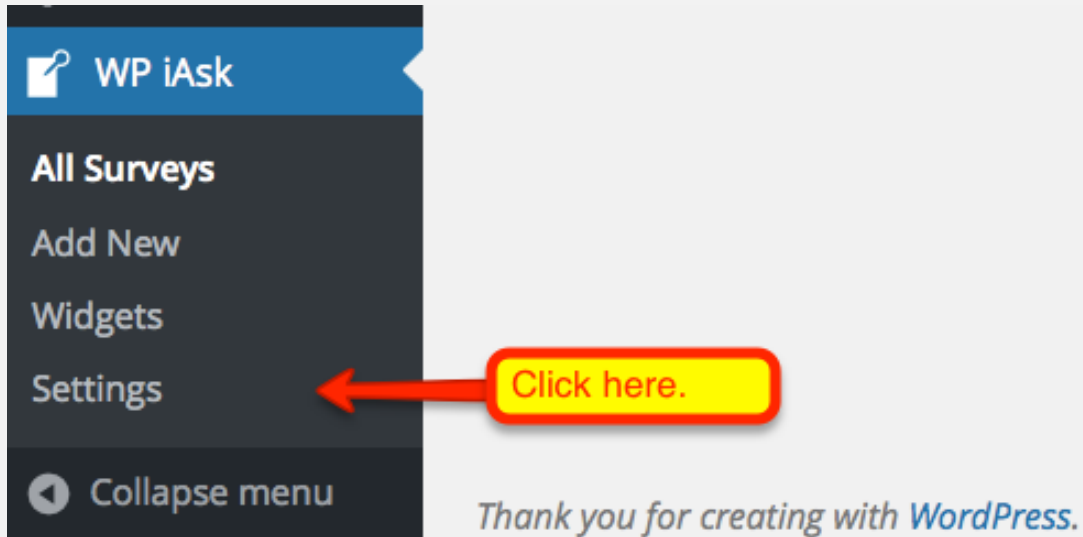 WP iAsk
All Surveys
Add New
Widgets
Settings
Click here.
Collapse menu
Thank you for creating with WordPress.